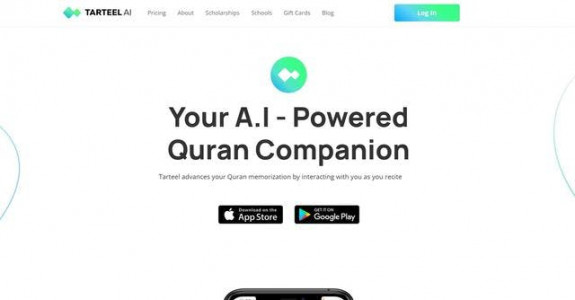 TARTEEL AI Pricing About Scholarships Schools Gift Cards Blog Log In
Your A.I - Powered
Quran Companion
Tarteel advances your Quran memorization by interacting with you as you recite
Download on the
App Store
GET IT ON
Google Play